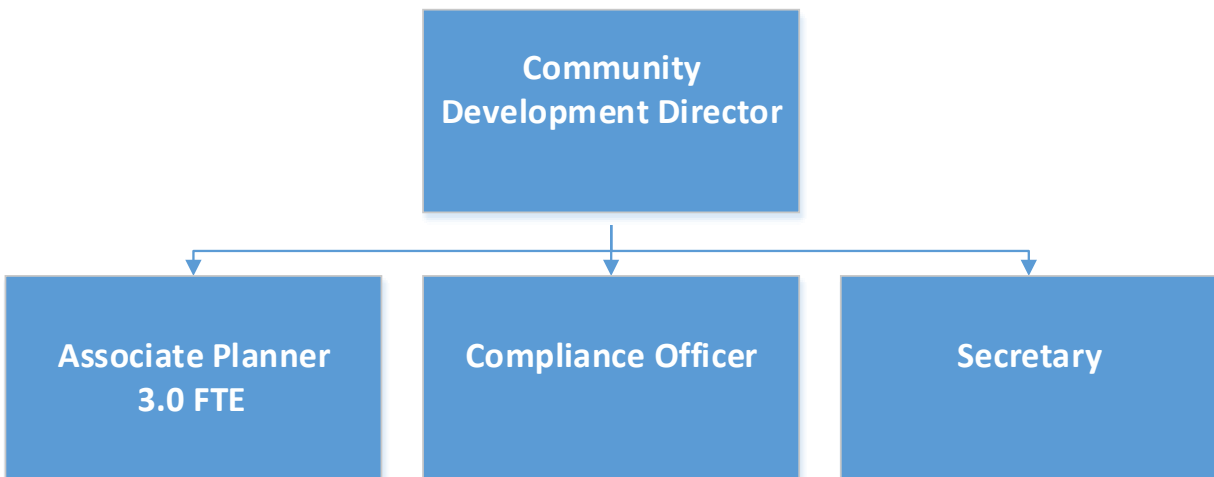 Community
Development Director
Associate Planner
3.0 FTE
Compliance Officer
Secretary